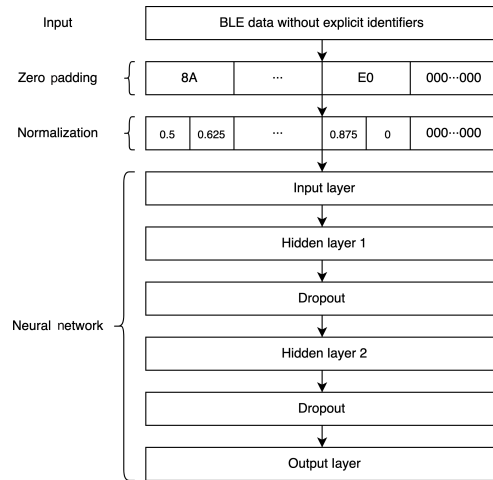 Input
BLE data without explicit identifiers
Zero padding
8A ··· E0 000···000
Normalization
0.5 0.625 ··· 0.875 0 000···000
Input layer
Hidden layer 1
Dropout
Neural network
Hidden layer 2
Dropout
Output layer